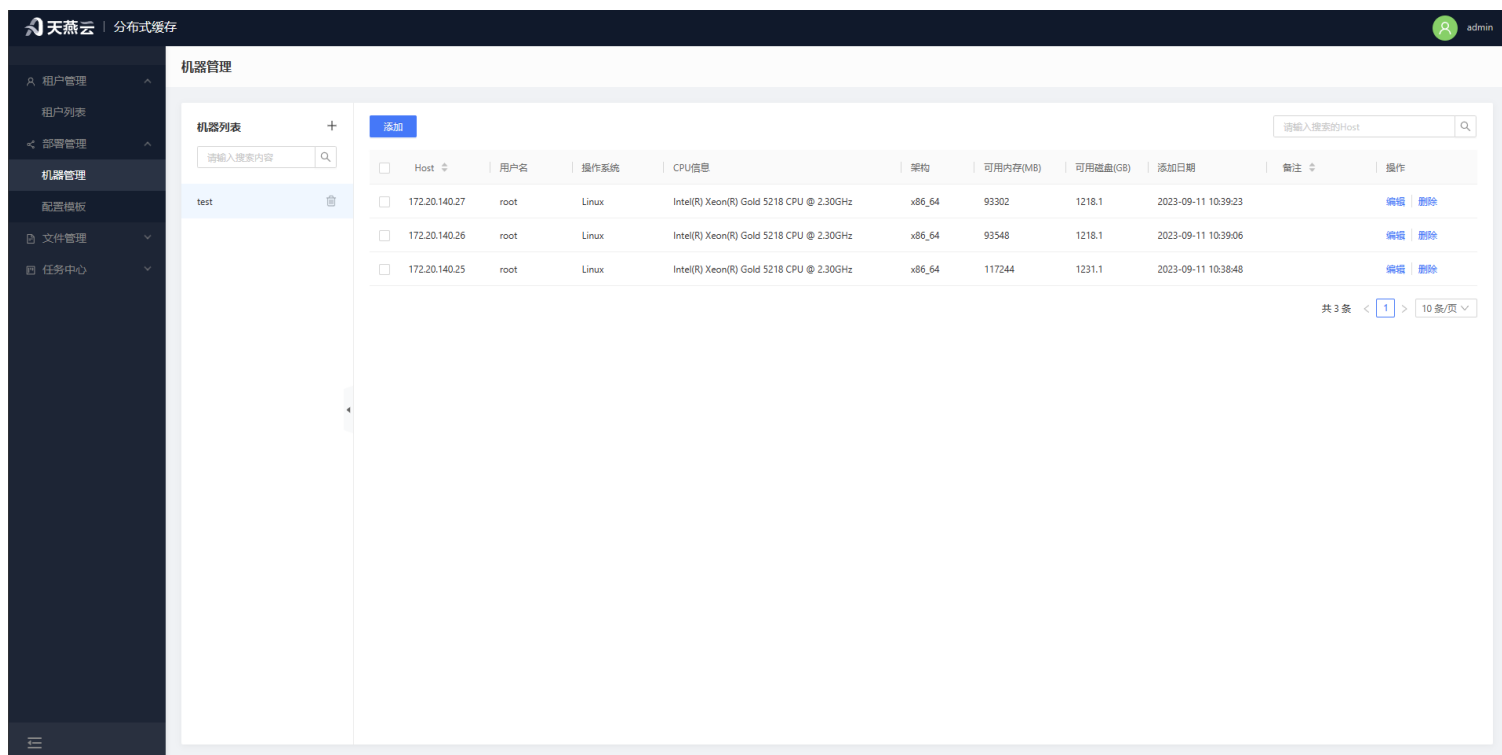 天燕云 分布式缓存 admin
机器管理
租户管理
租户列表
部署管理
机器管理
配置模板
文件管理
任务中心
机器列表
请输入搜索内容
test
添加 请输入搜索的Host
Host 用户名 操作系统 CPU信息 架构 可用内存(MB) 可用磁盘(GB) 添加日期 备注 操作
172.20.140.27 root Linux Intel(R) Xeon(R) Gold 5218 CPU @ 2.30GHz x86_64 93302 1218.1 2023-09-11 10:39:23 编辑 删除
172.20.140.26 root Linux Intel(R) Xeon(R) Gold 5218 CPU @ 2.30GHz x86_64 93548 1218.1 2023-09-11 10:39:06 编辑 删除
172.20.140.25 root Linux Intel(R) Xeon(R) Gold 5218 CPU @ 2.30GHz x86_64 117244 1231.1 2023-09-11 10:38:48 编辑 删除
共 3 条 < 1 > 10 条/页